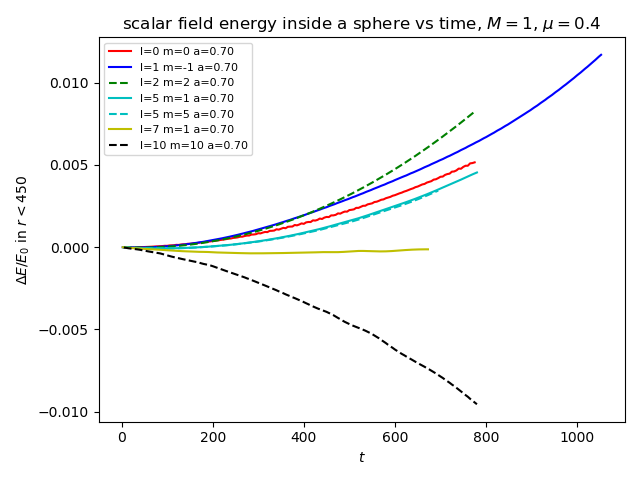 scalar field energy inside a sphere vs time, M = 1, μ = 0.4
l=0 m=0 a=0.70
l=1 m=-1 a=0.70
l=2 m=2 a=0.70
l=5 m=1 a=0.70
l=5 m=5 a=0.70
l=7 m=1 a=0.70
l=10 m=10 a=0.70
ΔE/E₀ in r < 450
0.010
0.005
0.000
−0.005
−0.010
0 200 400 600 800 1000
t